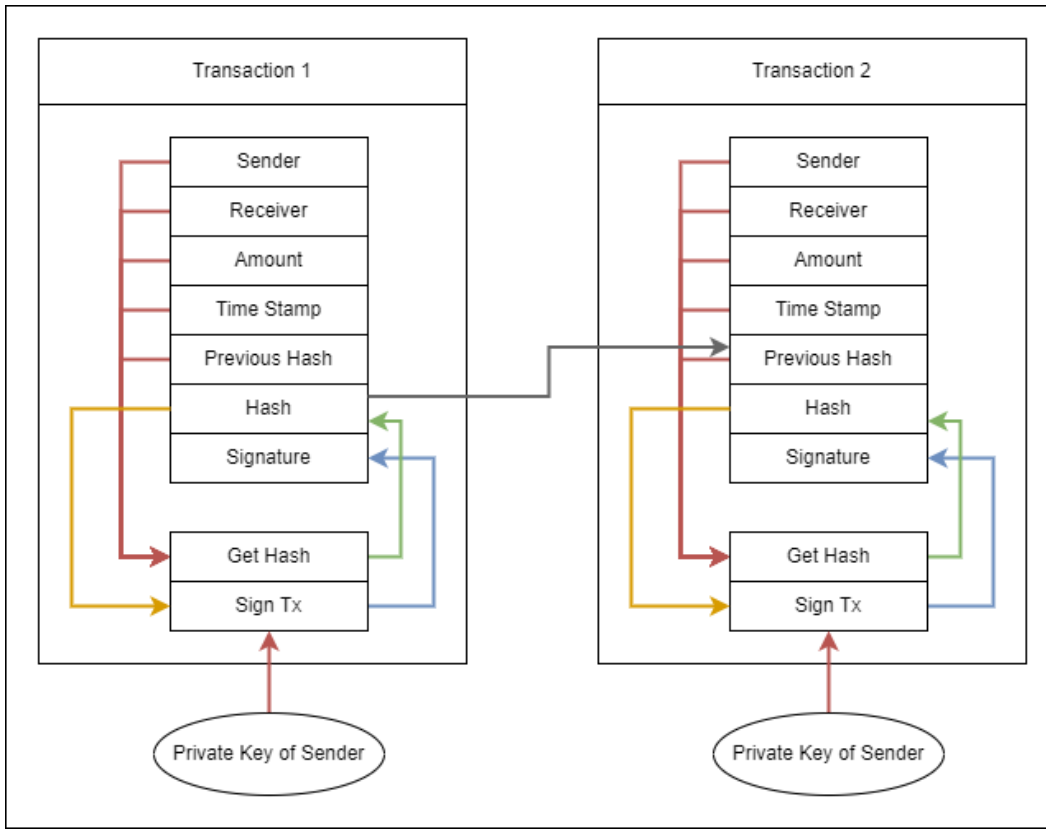 Transaction 1
Sender
Receiver
Amount
Time Stamp
Previous Hash
Hash
Signature
Get Hash
Sign Tx
Private Key of Sender
Transaction 2
Sender
Receiver
Amount
Time Stamp
Previous Hash
Hash
Signature
Get Hash
Sign Tx
Private Key of Sender